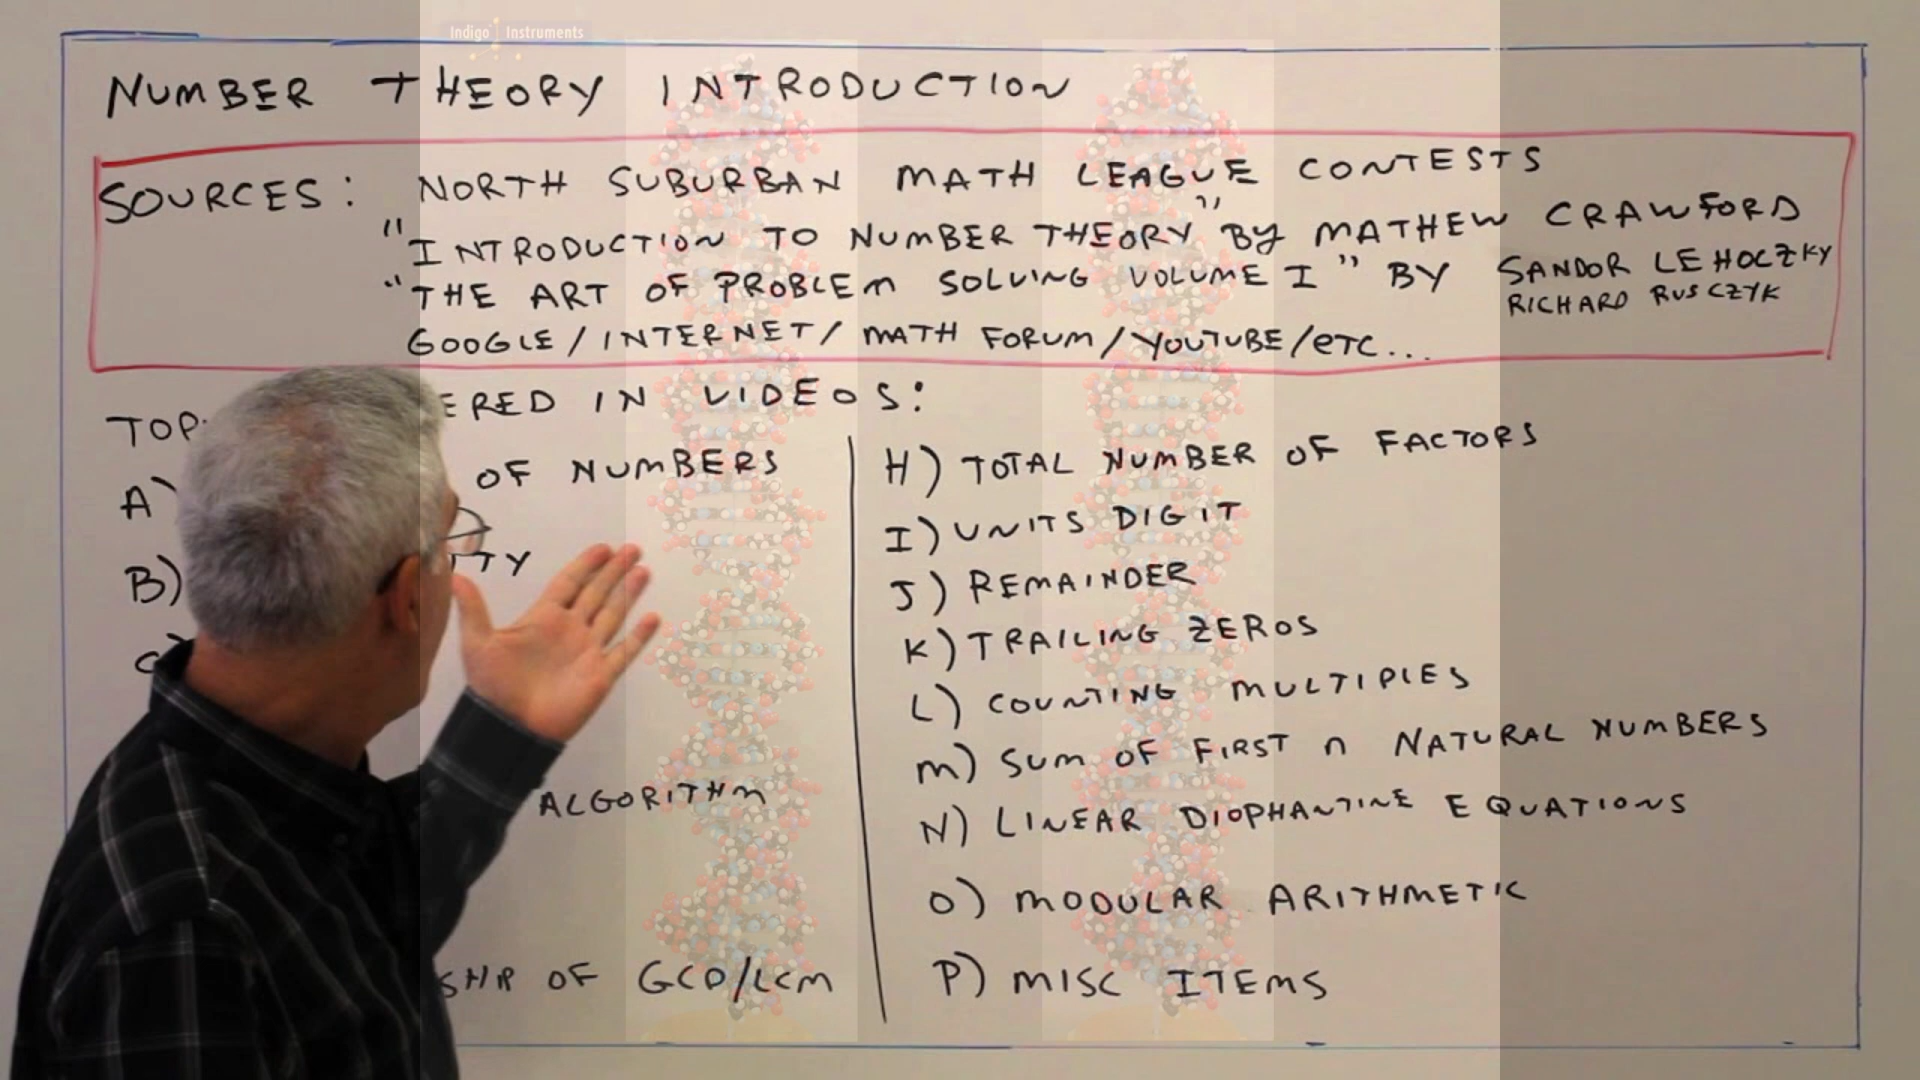 Indigo Instruments
NUMBER THEORY INTRODUCTION
SOURCES: NORTH SUBURBAN MATH LEAGUE CONTESTS
"INTRODUCTION TO NUMBER THEORY" BY MATHEW CRAWFORD
"THE ART OF PROBLEM SOLVING VOLUME I" BY SANDOR LEHOCZKY
RICHARD RUSCZYK
GOOGLE/INTERNET/MATH FORUM/YOUTUBE/ETC...
TOP ERED IN VIDEOS:
A) OF NUMBERS
B) ITY
C)
ALGORITHM
SHIP OF GCD/LCM
H) TOTAL NUMBER OF FACTORS
I) UNITS DIGIT
J) REMAINDER
K) TRAILING ZEROS
L) COUNTING MULTIPLES
M) SUM OF FIRST n NATURAL NUMBERS
N) LINEAR DIOPHANTINE EQUATIONS
O) MODULAR ARITHMETIC
P) MISC ITEMS